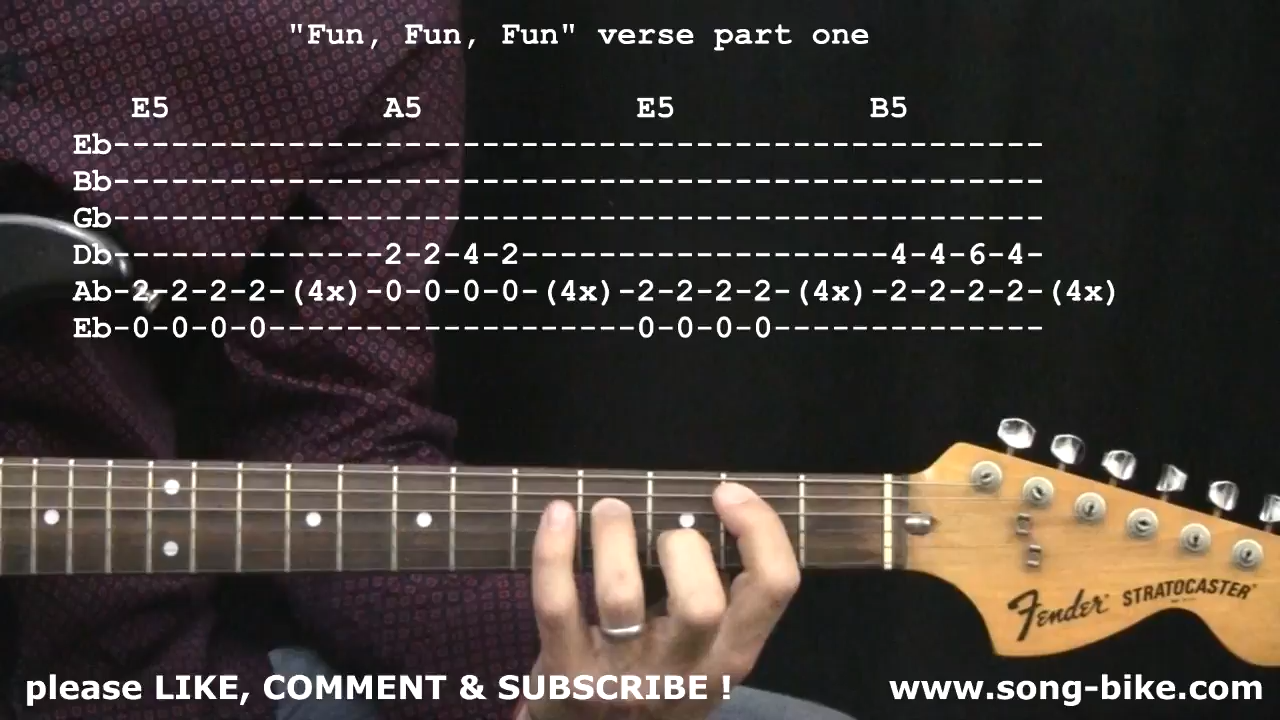 "Fun, Fun, Fun" verse part one
E5 A5 E5 B5
Eb------------------------------------------------
Bb------------------------------------------------
Gb------------------------------------------------
Db--------------2-2-4-2-------------------4-4-6-4-
Ab-2-2-2-2-(4x)-0-0-0-0-(4x)-2-2-2-2-(4x)-2-2-2-2-(4x)
Eb-0-0-0-0-------------------0-0-0-0--------------
Fender STRATOCASTER
please LIKE, COMMENT & SUBSCRIBE !
www.song-bike.com